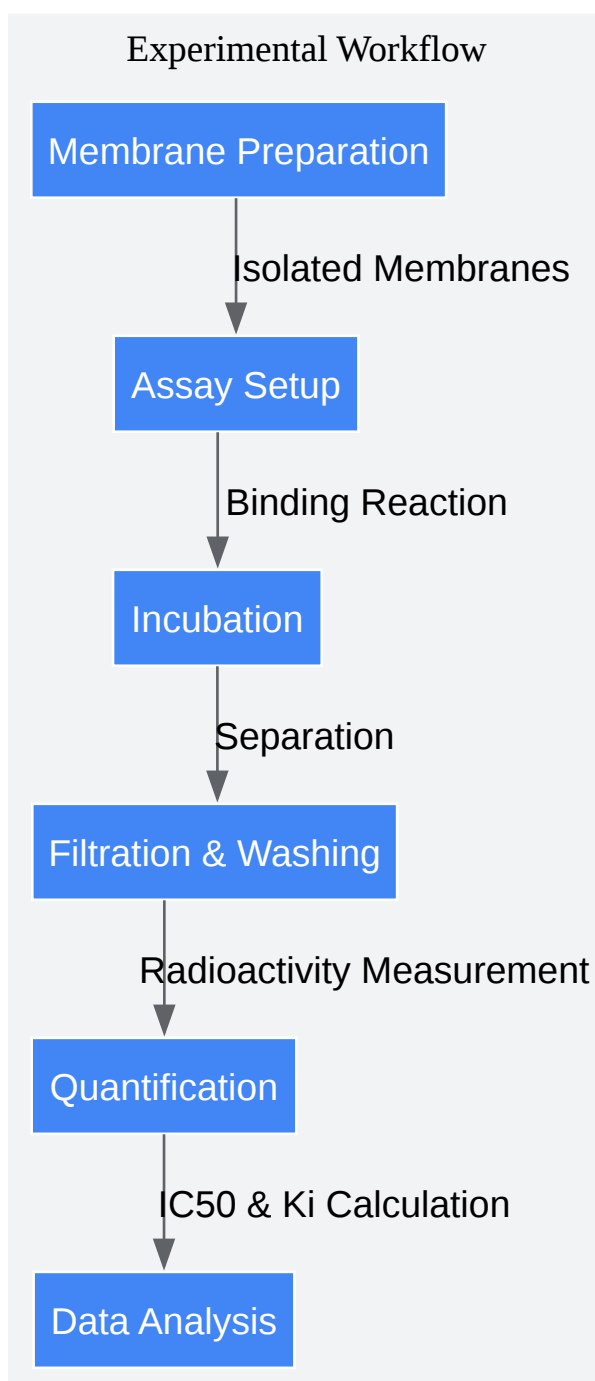 Experimental Workflow
Membrane Preparation
Isolated Membranes
Assay Setup
Binding Reaction
Incubation
Separation
Filtration & Washing
Radioactivity Measurement
Quantification
IC50 & Ki Calculation
Data Analysis